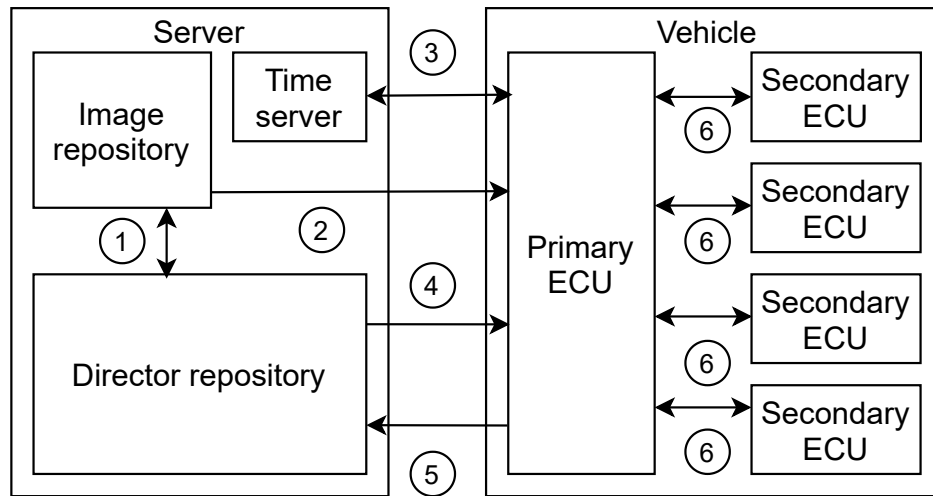 Server
Vehicle
Image
repository
Time
server
3
Secondary
ECU
6
1
2
Secondary
ECU
6
Primary
ECU
4
Director repository
Secondary
ECU
6
5
Secondary
ECU
6